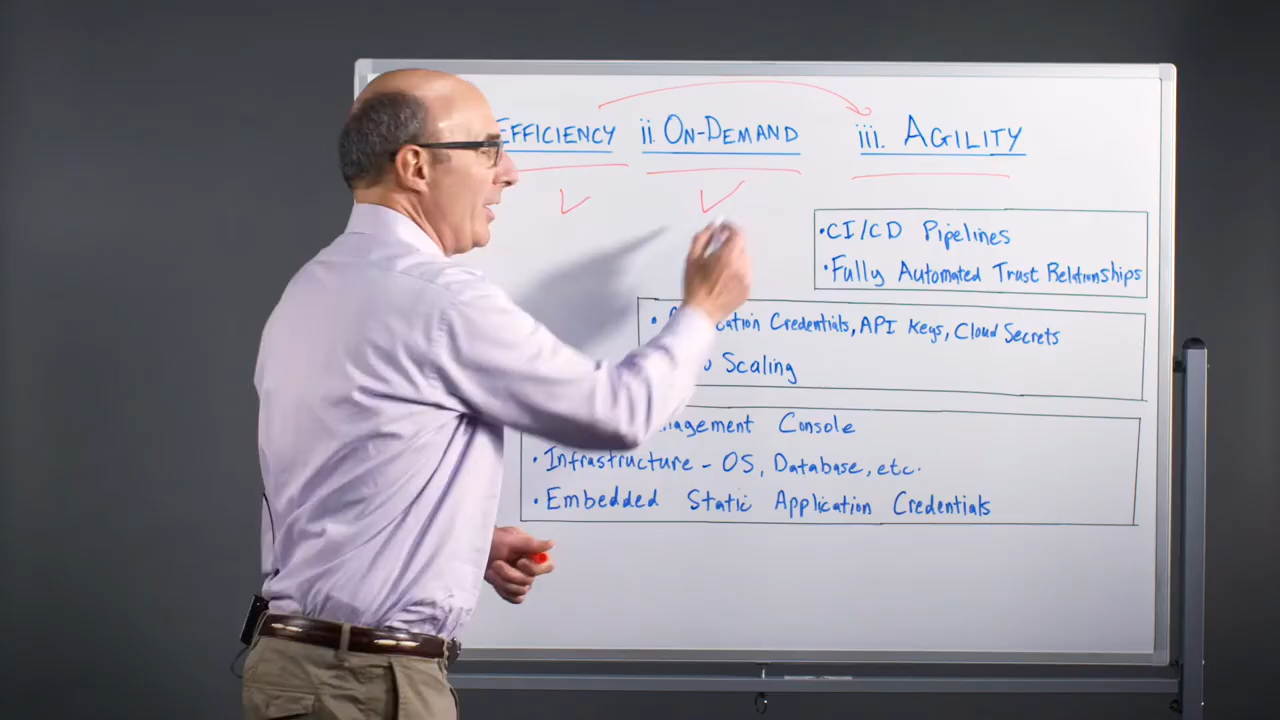 EFFICIENCY ii. ON-DEMAND iii. AGILITY
•CI/CD Pipelines
•Fully Automated Trust Relationships
• Credentials, API Keys, Cloud Secrets
Scaling
Console
•Infrastructure - OS, Database, etc.
•Embedded Static Application Credentials